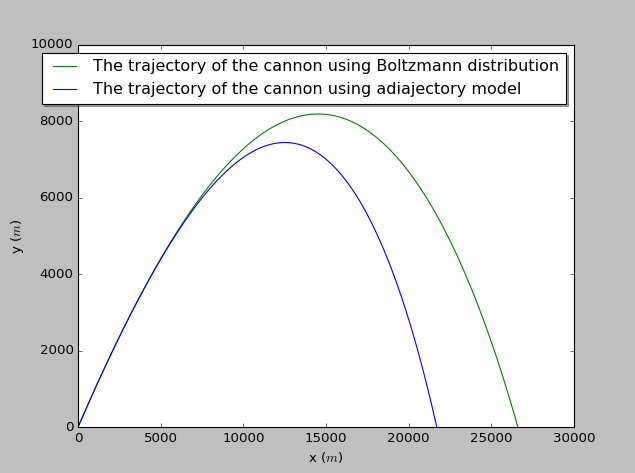 10000
The trajectory of the cannon using Boltzmann distribution
The trajectory of the cannon using adiajectory model
8000
6000
4000
2000
0
y (m)
0 5000 10000 15000 20000 25000 30000
x (m)